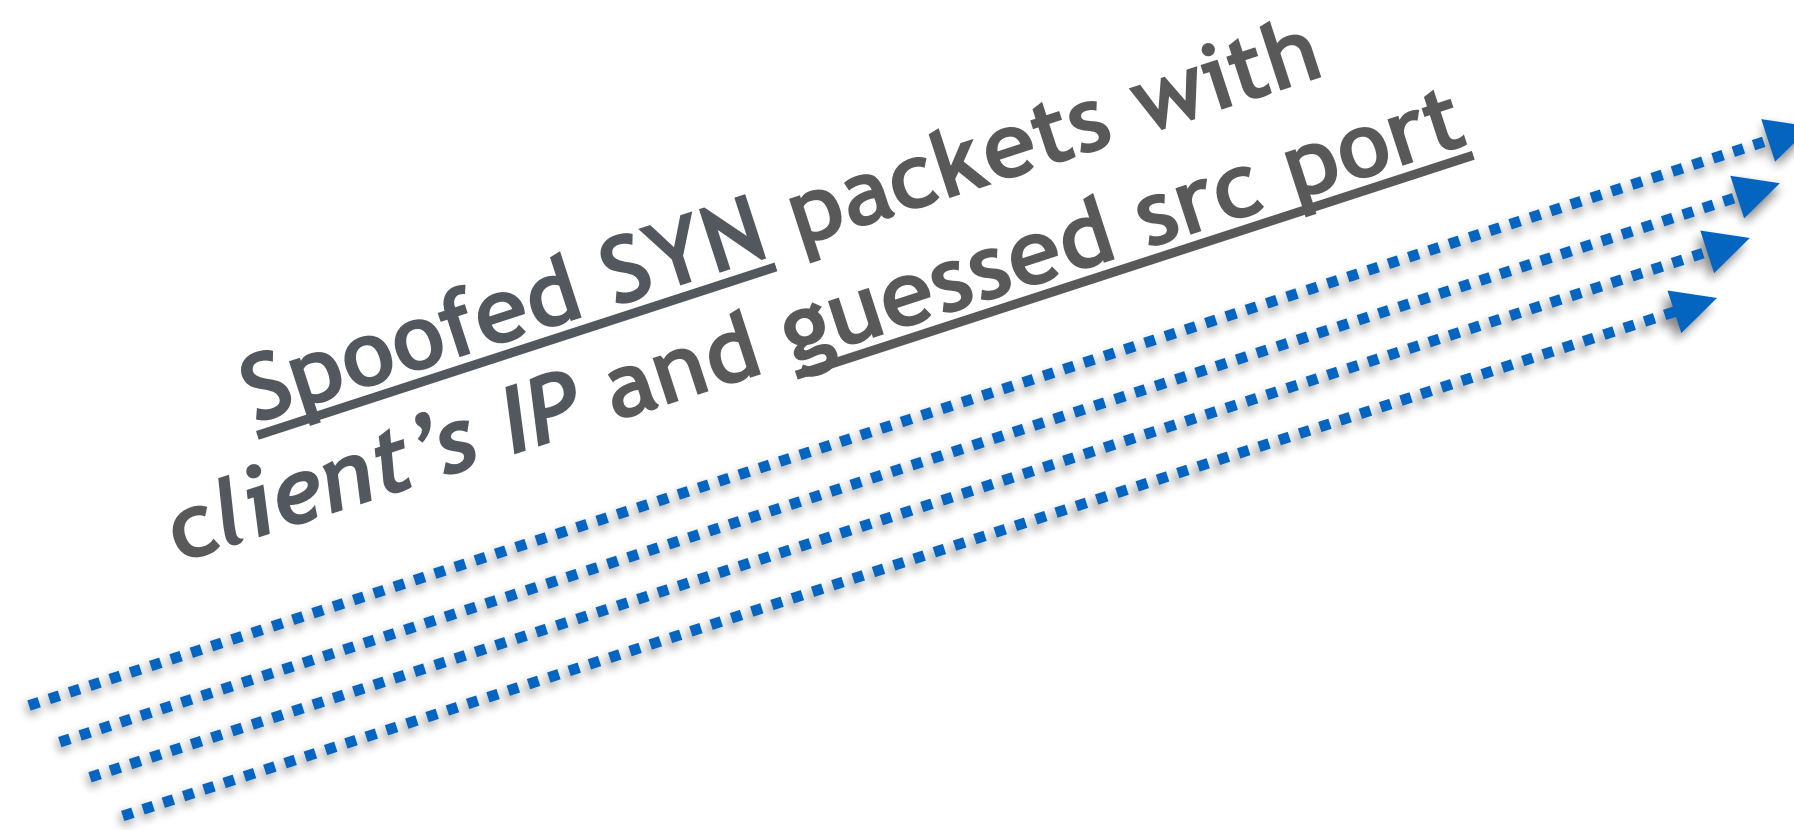 Spoofed SYN packets with
client’s IP and guessed src port